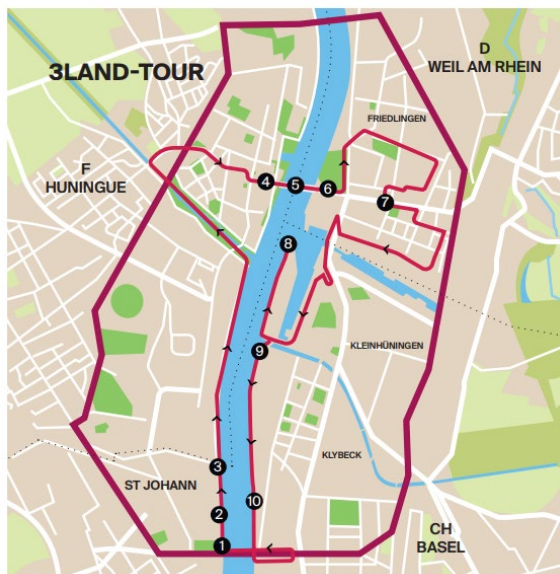 3LAND-TOUR
D
WEIL AM RHEIN
FRIEDLINGEN
F
HUNINGUE
4
5
6
7
8
9
KLEINHÜNINGEN
KLYBECK
3
ST JOHANN
2
10
1
CH
BASEL